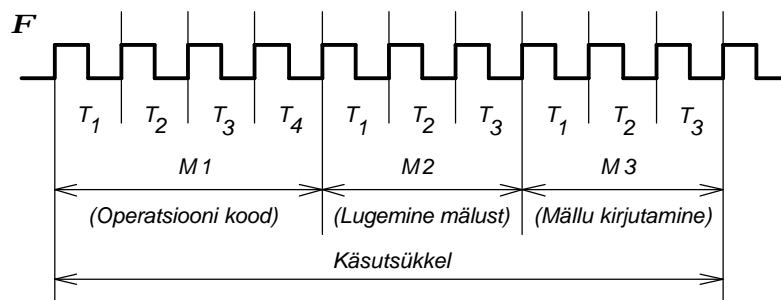 F
T1 T2 T3 T4 T1 T2 T3 T1 T2 T3
M1 M2 M3
(Operatsiooni kood) (Lugemine mälust) (Mällu kirjutamine)
Käsutsükkel